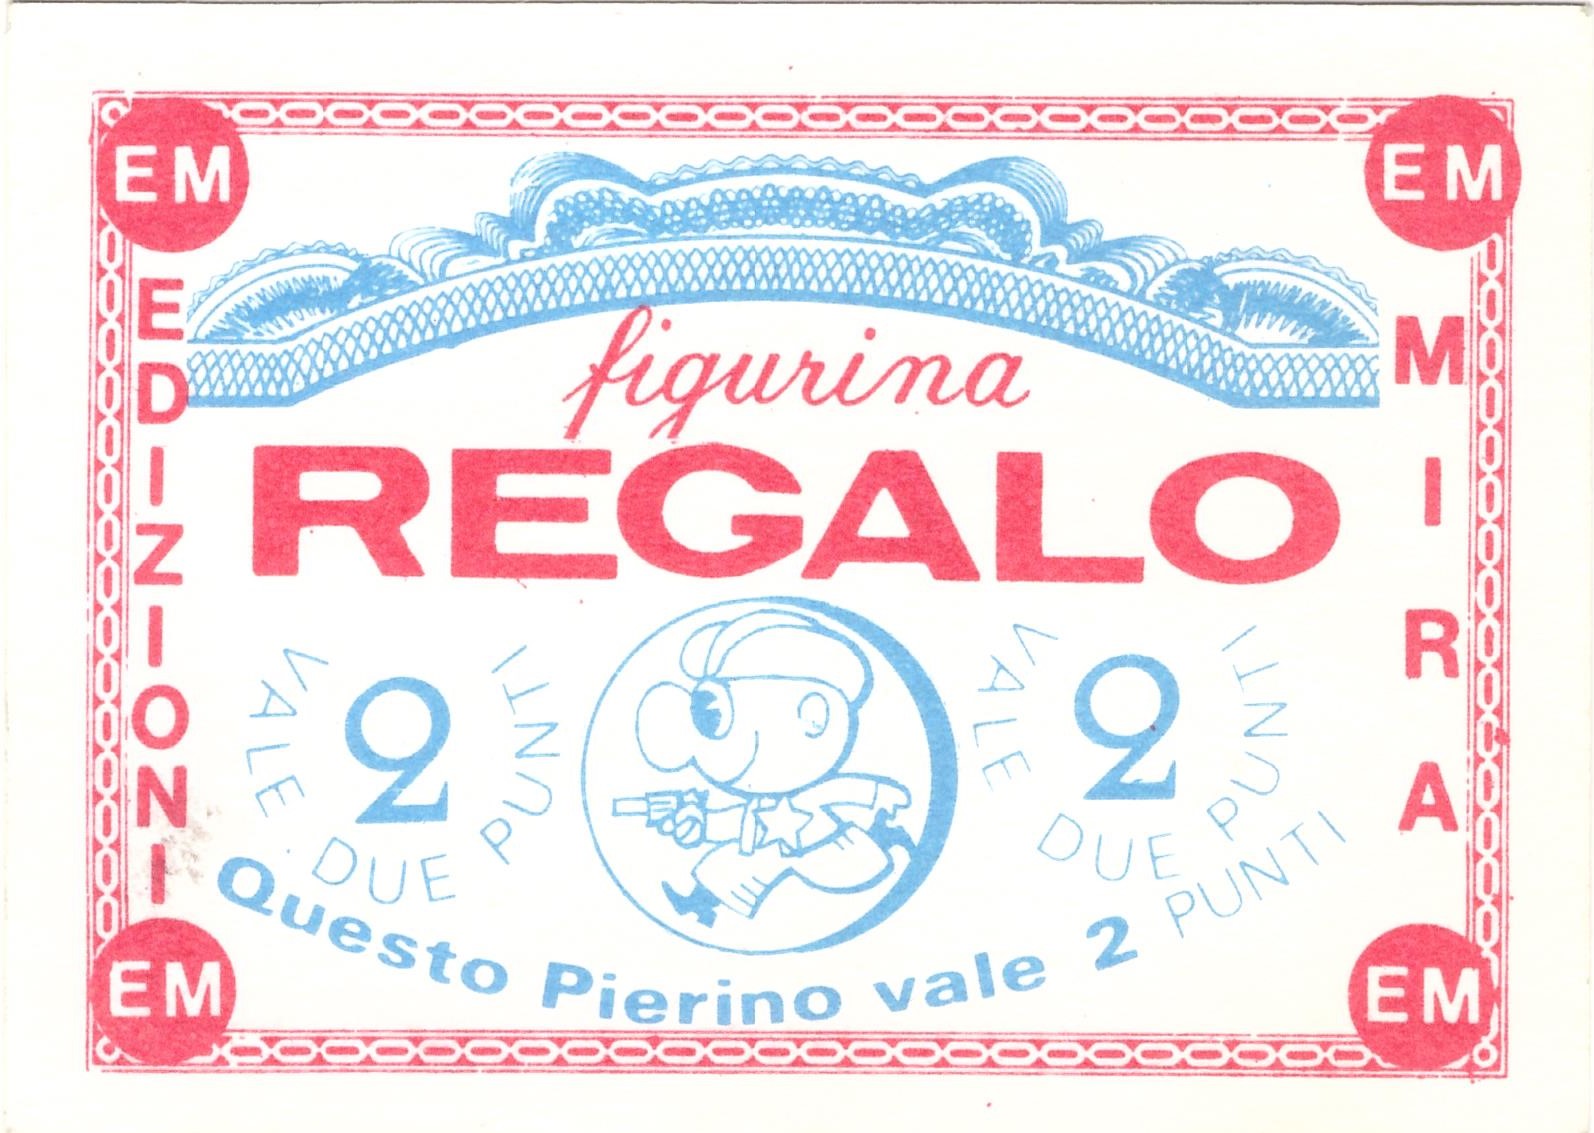 EM
EM
EDIZIONI
MIRA
figurina
REGALO
VALE DUE PUNTI
2
VALE DUE PUNTI
2
Questo Pierino vale 2 PUNTI
EM
EM